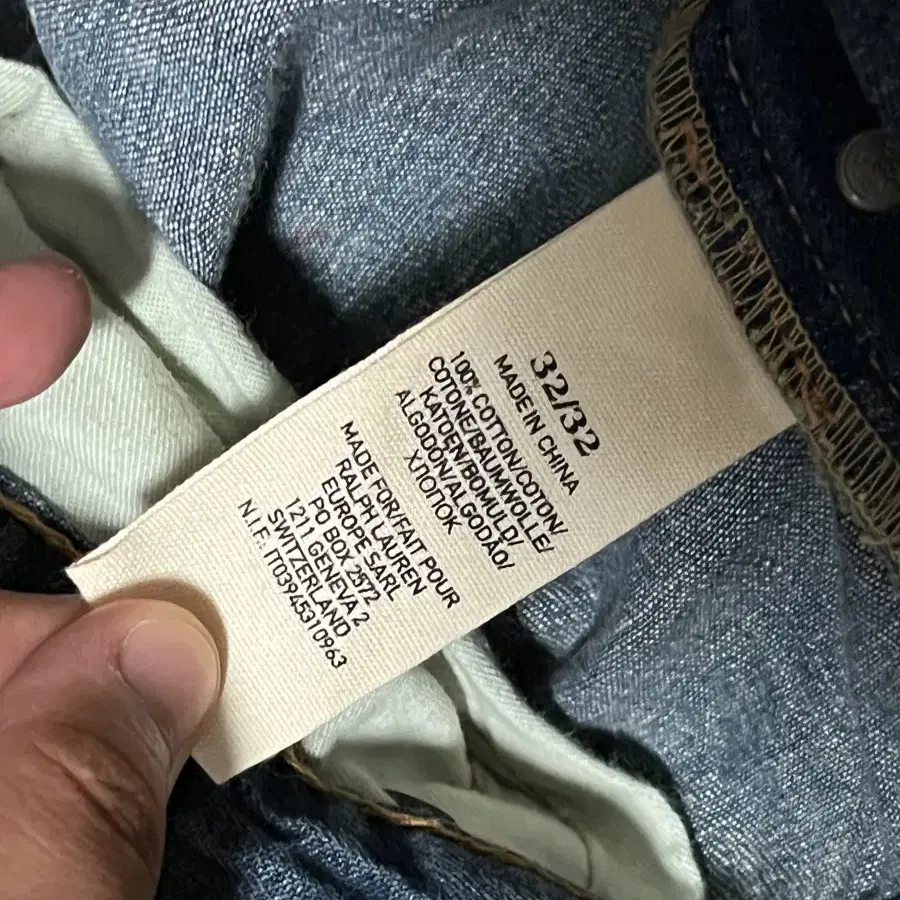 32/32
MADE IN CHINA
100% COTTON/COTON/
COTONE/BAUMWOLLE/
KATOEN/BOMULD/
ALGODÓN/ALGODÃO/
ХЛОПОК
MADE FOR/FAIT POUR
RALPH LAUREN
EUROPE SARL
PO BOX 2572
1211 GENEVA 2
SWITZERLAND
N.I.F: IT03945310963